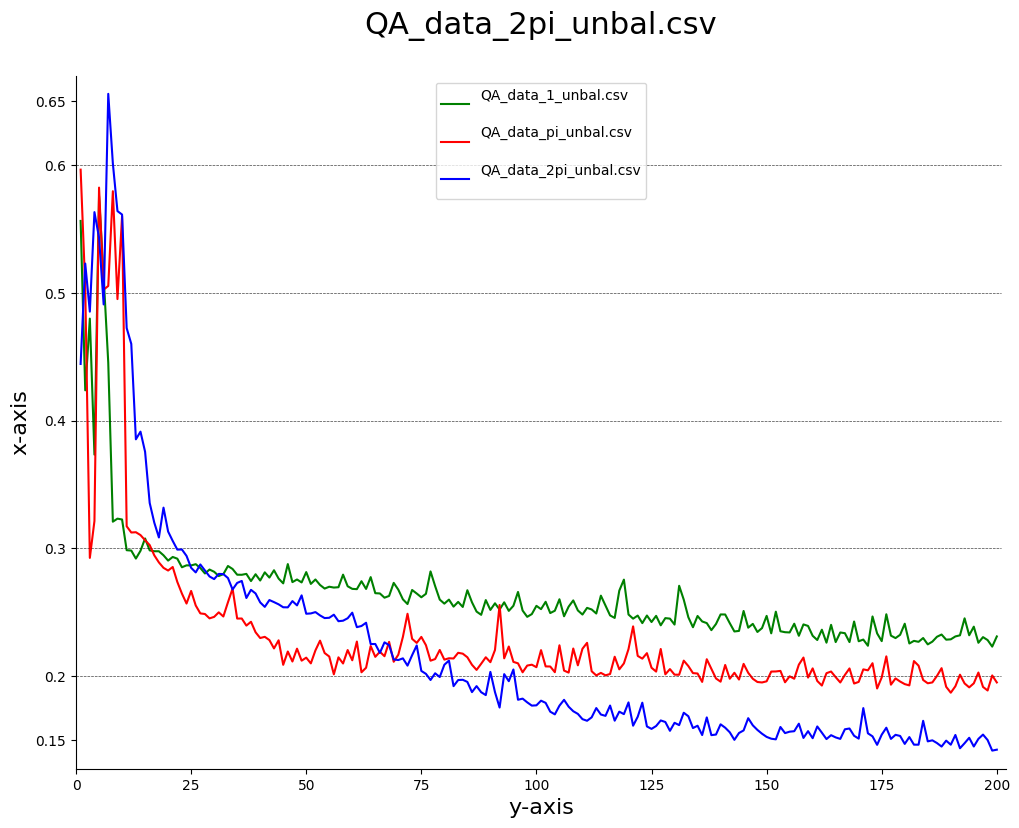 QA_data_2pi_unbal.csv
QA_data_1_unbal.csv
QA_data_pi_unbal.csv
QA_data_2pi_unbal.csv
0.65
0.6
0.5
0.4
0.3
0.2
0.15
x-axis
0 25 50 75 100 125 150 175 200
y-axis